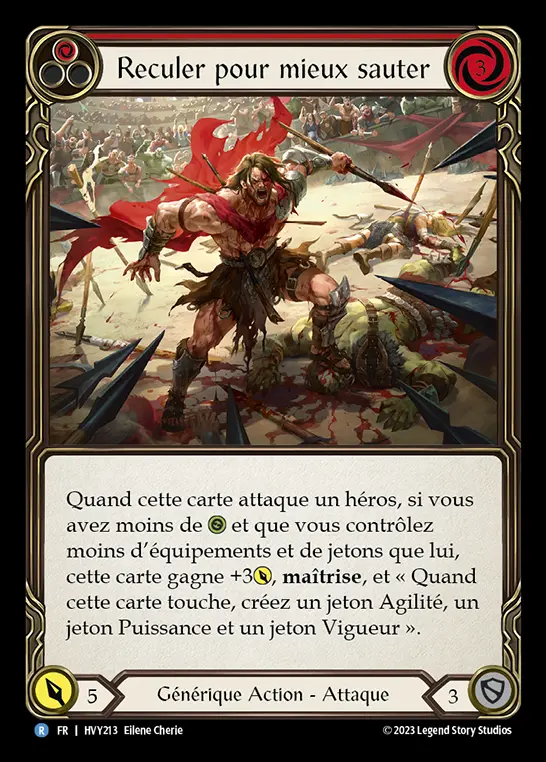 Reculer pour mieux sauter
3
Quand cette carte attaque un héros, si vous
avez moins de et que vous contrôlez
moins d’équipements et de jetons que lui,
cette carte gagne +3, maîtrise, et « Quand
cette carte touche, créez un jeton Agilité, un
jeton Puissance et un jeton Vigueur ».
5
Générique Action - Attaque
3
R FR | HVY213 Eilene Cherie
©2023 Legend Story Studios